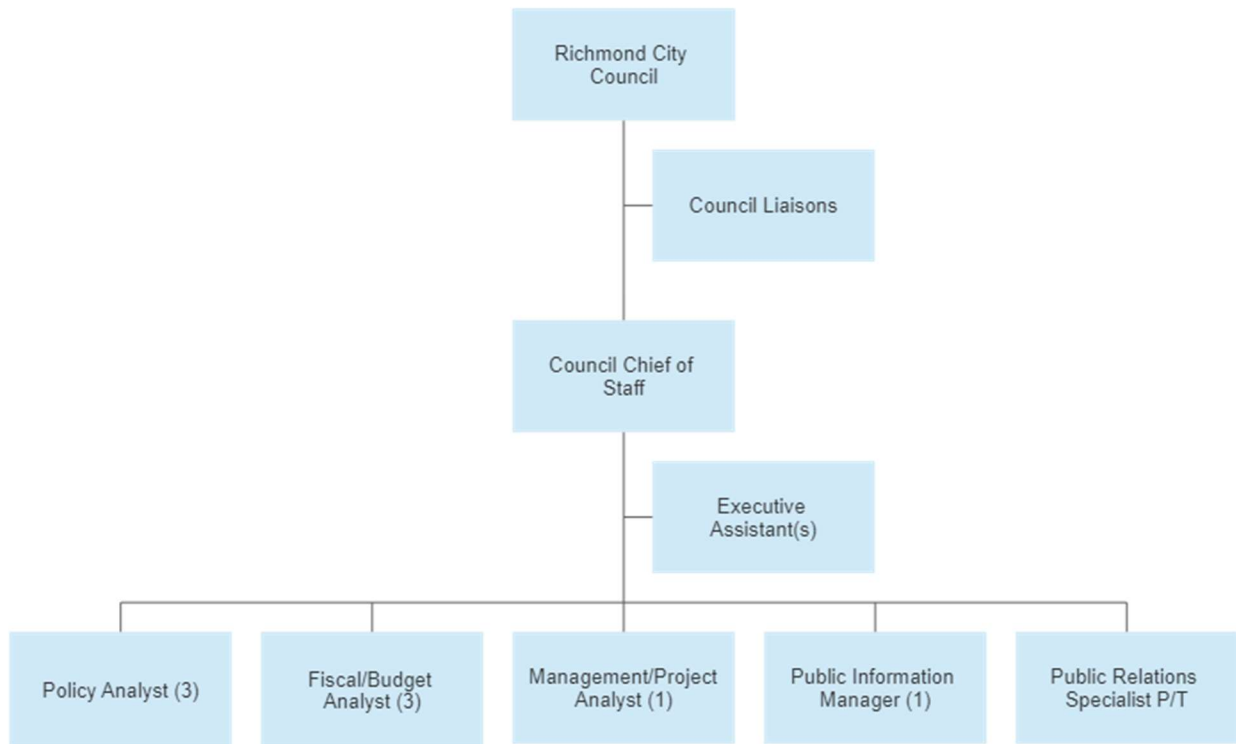 Richmond City
Council
Council Liaisons
Council Chief of
Staff
Executive
Assistant(s)
Policy Analyst (3)
Fiscal/Budget
Analyst (3)
Management/Project
Analyst (1)
Public Information
Manager (1)
Public Relations
Specialist P/T